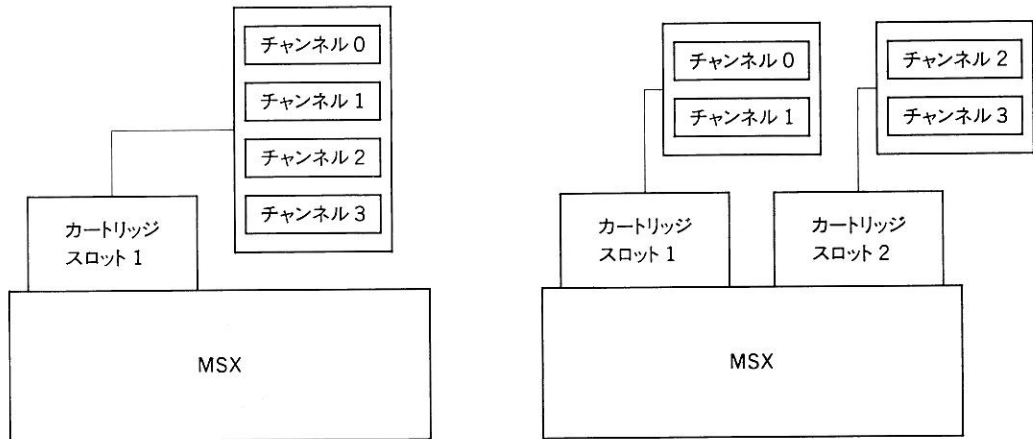 チャンネル 0
チャンネル 1
チャンネル 2
チャンネル 3
カートリッジ
スロット 1
MSX
チャンネル 0
チャンネル 1
チャンネル 2
チャンネル 3
カートリッジ
スロット 1
カートリッジ
スロット 2
MSX